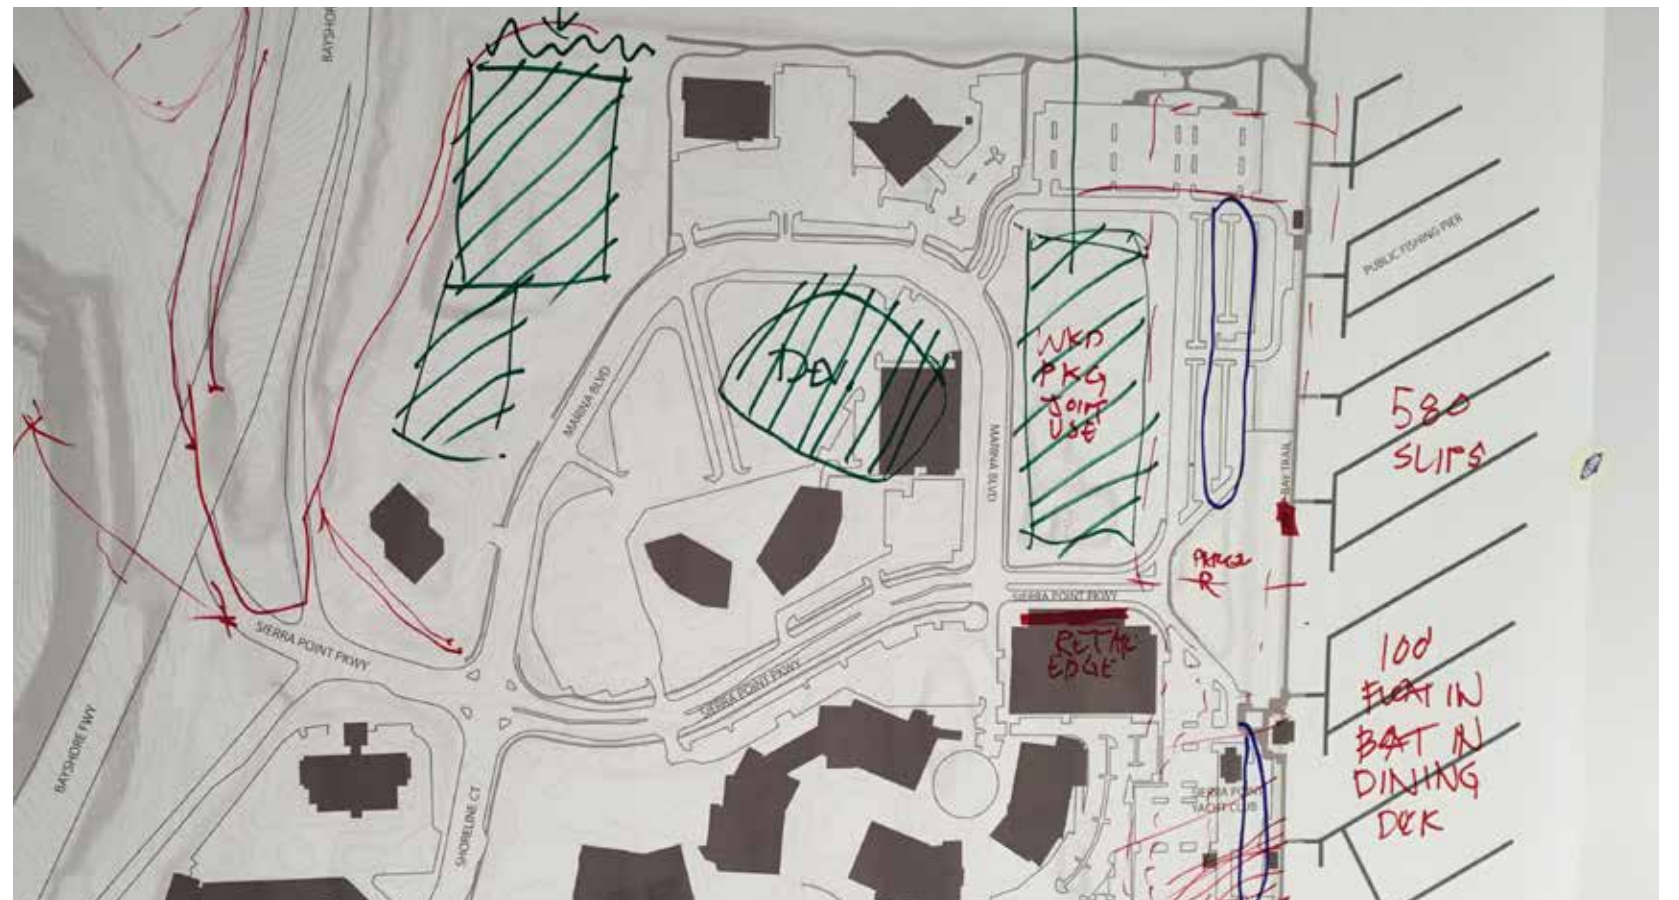 BAYSHOR
PUBLIC FISHING PIER
MARINA BLVD
Dev.
WKD
PKG
JOINT
USE
MARINA BLVD
BAY TRAIL
580
SLIPS
SIERRA POINT PKWY
SIERRA POINT PKWY
RETAIL
EDGE
SIERRA POINT PKWY
BAYSHORE FWY
SHORELINE CT
SIERRA POINT
YACHT CLUB
100
FLOAT IN
BOAT IN
DINING
DCK